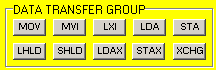 DATA TRANSFER GROUP
MOV MVI LXI LDA STA
LHLD SHLD LDAX STAX XCHG